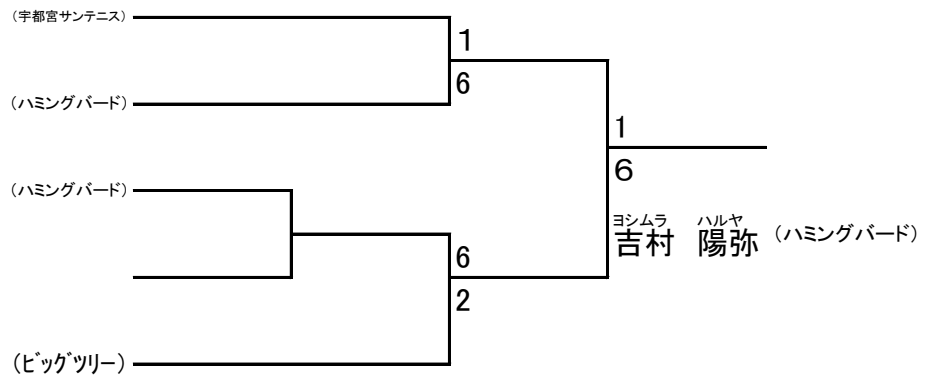 (宇都宮サンテニス)
1
6
(ハミングバード)
1
6
(ハミングバード)
ヨシムラ ハルヤ
吉村 陽弥 (ハミングバード)
6
2
(ビッグツリー)